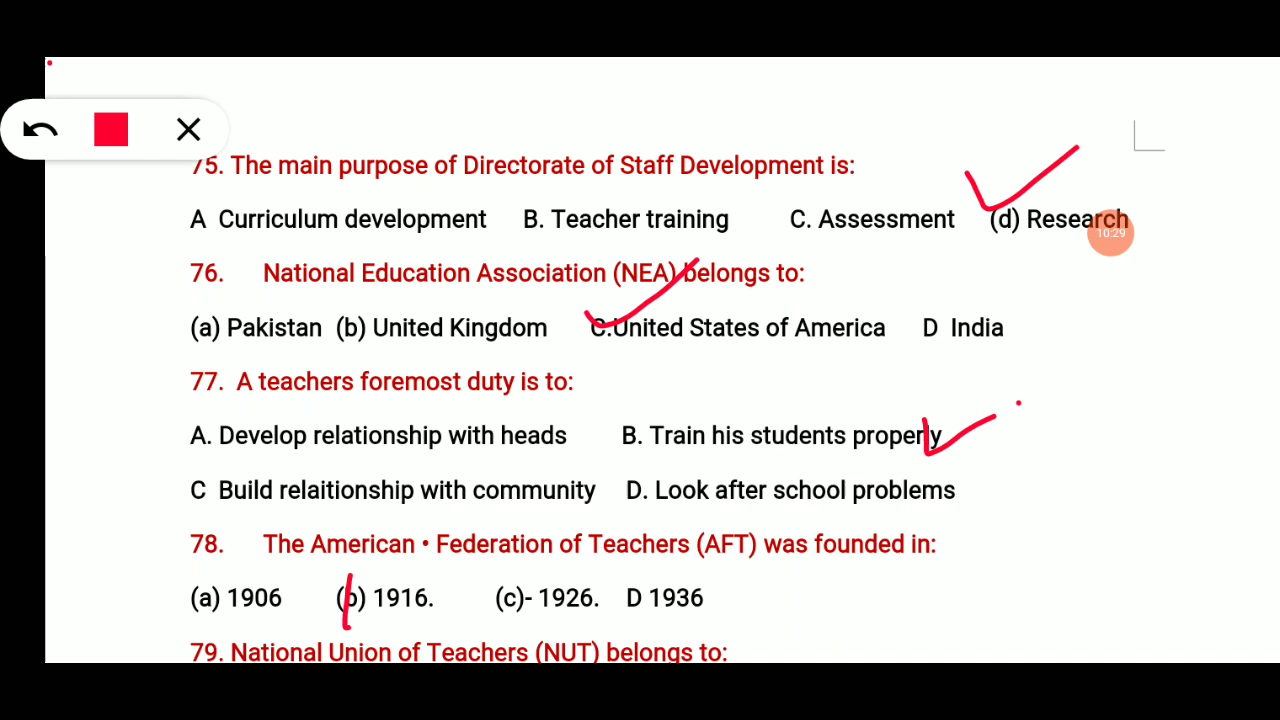 75. The main purpose of Directorate of Staff Development is:
A Curriculum development B. Teacher training C. Assessment (d) Research
10:29
76. National Education Association (NEA) belongs to:
(a) Pakistan (b) United Kingdom C.United States of America D India
77. A teachers foremost duty is to:
A. Develop relationship with heads B. Train his students properly
C Build relaitionship with community D. Look after school problems
78. The American • Federation of Teachers (AFT) was founded in:
(a) 1906 (b) 1916. (c)- 1926. D 1936
79. National Union of Teachers (NUT) belongs to: